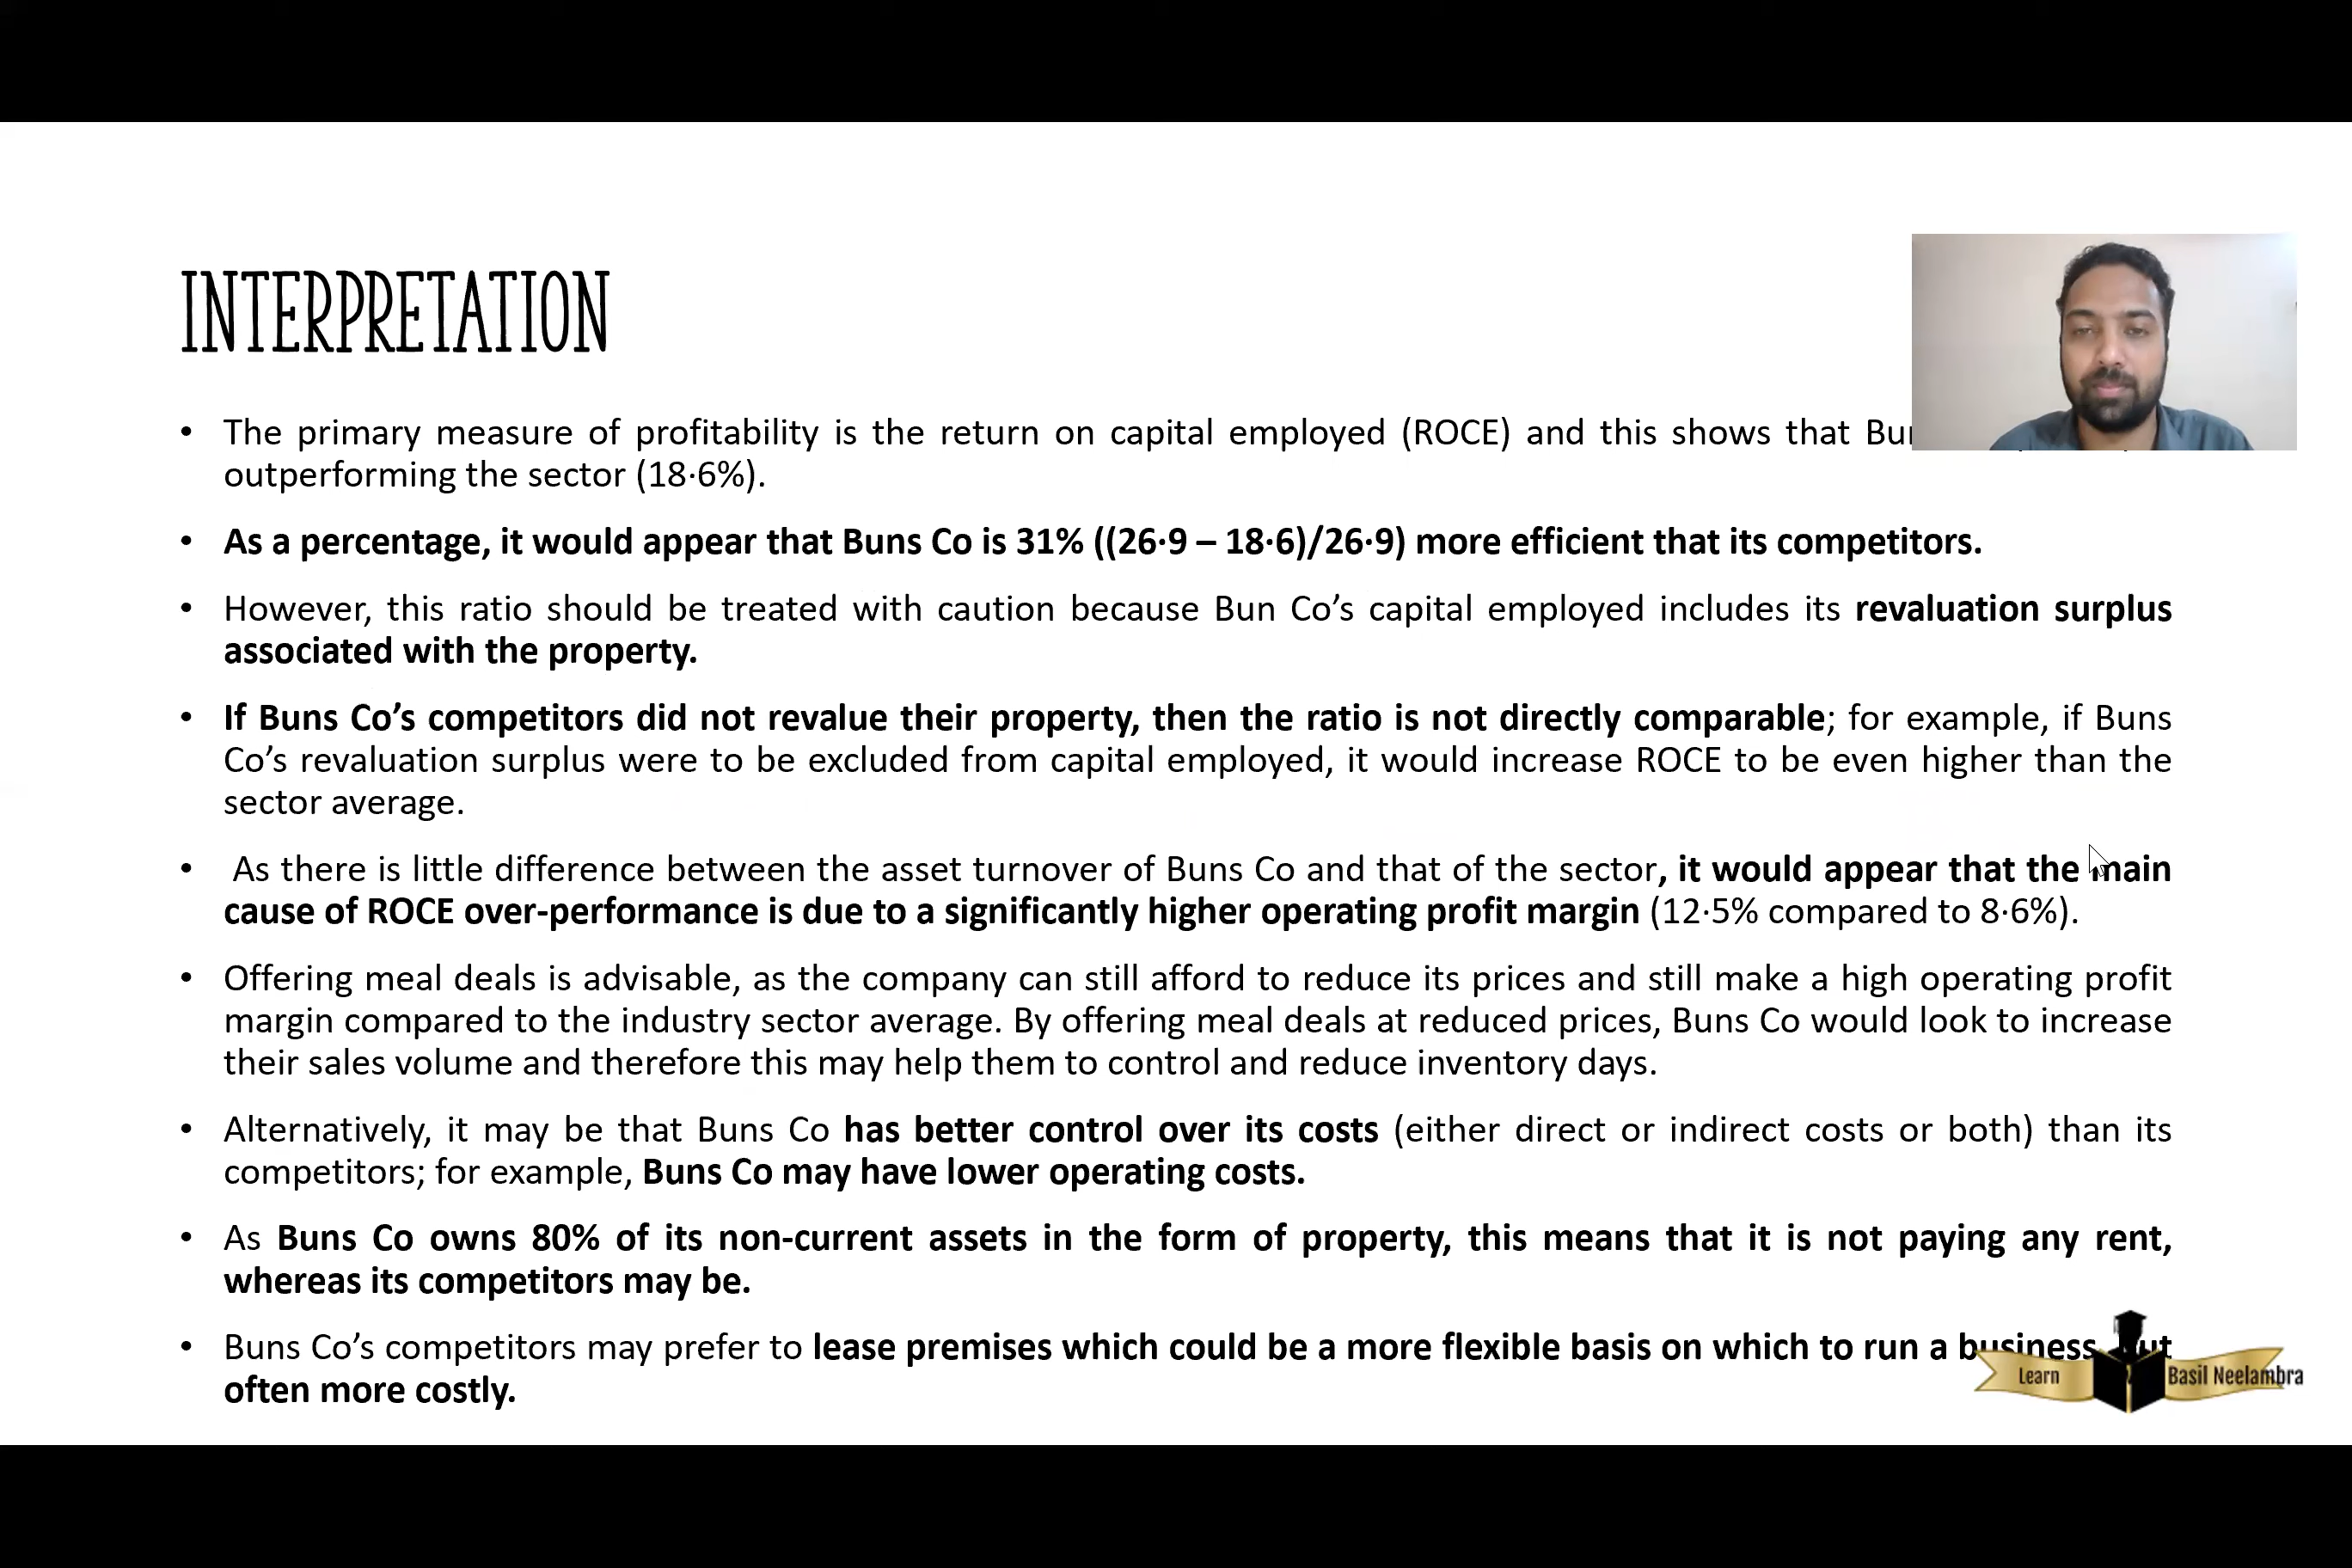 INTERPRETATION
• The primary measure of profitability is the return on capital employed (ROCE) and this shows that
outperforming the sector (18·6%).
• As a percentage, it would appear that Buns Co is 31% ((26·9 – 18·6)/26·9) more efficient that its competitors.
• However, this ratio should be treated with caution because Bun Co’s capital employed includes its revaluation surplus
associated with the property.
• If Buns Co’s competitors did not revalue their property, then the ratio is not directly comparable; for example, if Buns
Co’s revaluation surplus were to be excluded from capital employed, it would increase ROCE to be even higher than the
sector average.
• As there is little difference between the asset turnover of Buns Co and that of the sector, it would appear that the main
cause of ROCE over-performance is due to a significantly higher operating profit margin (12·5% compared to 8·6%).
• Offering meal deals is advisable, as the company can still afford to reduce its prices and still make a high operating profit
margin compared to the industry sector average. By offering meal deals at reduced prices, Buns Co would look to increase
their sales volume and therefore this may help them to control and reduce inventory days.
• Alternatively, it may be that Buns Co has better control over its costs (either direct or indirect costs or both) than its
competitors; for example, Buns Co may have lower operating costs.
• As Buns Co owns 80% of its non-current assets in the form of property, this means that it is not paying any rent,
whereas its competitors may be.
• Buns Co’s competitors may prefer to lease premises which could be a more flexible basis on which to run a business
often more costly.
Learn Basil Neelambra